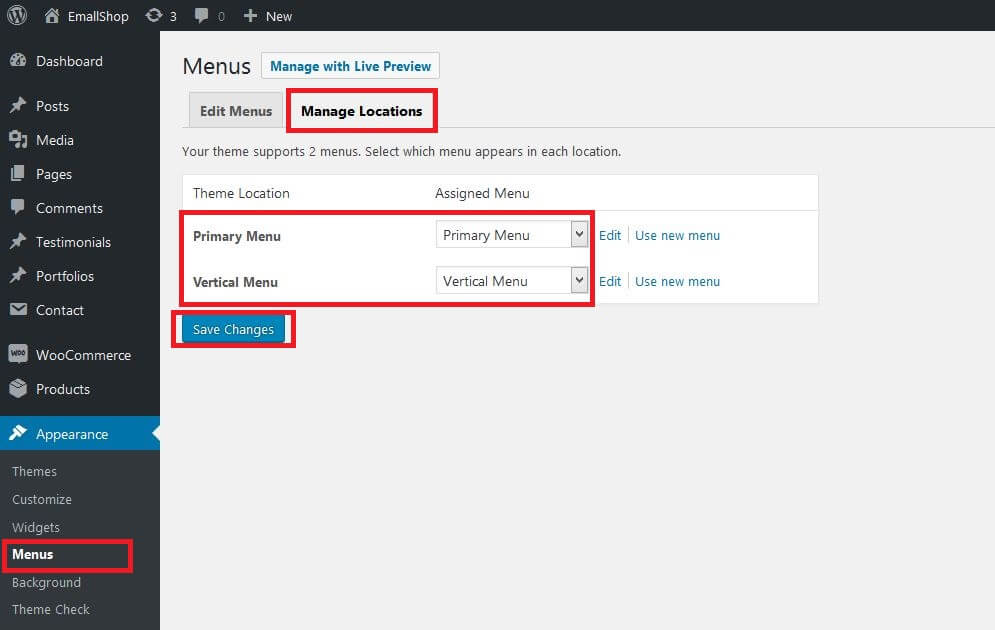 EmallShop 3 0 New
Dashboard
Posts
Media
Pages
Comments
Testimonials
Portfolios
Contact
WOO WooCommerce
Products
Appearance
Themes
Customize
Widgets
Menus
Background
Theme Check
Menus Manage with Live Preview
Edit Menus Manage Locations
Your theme supports 2 menus. Select which menu appears in each location.
Theme Location Assigned Menu
Primary Menu Primary Menu Edit Use new menu
Vertical Menu Vertical Menu Edit Use new menu
Save Changes